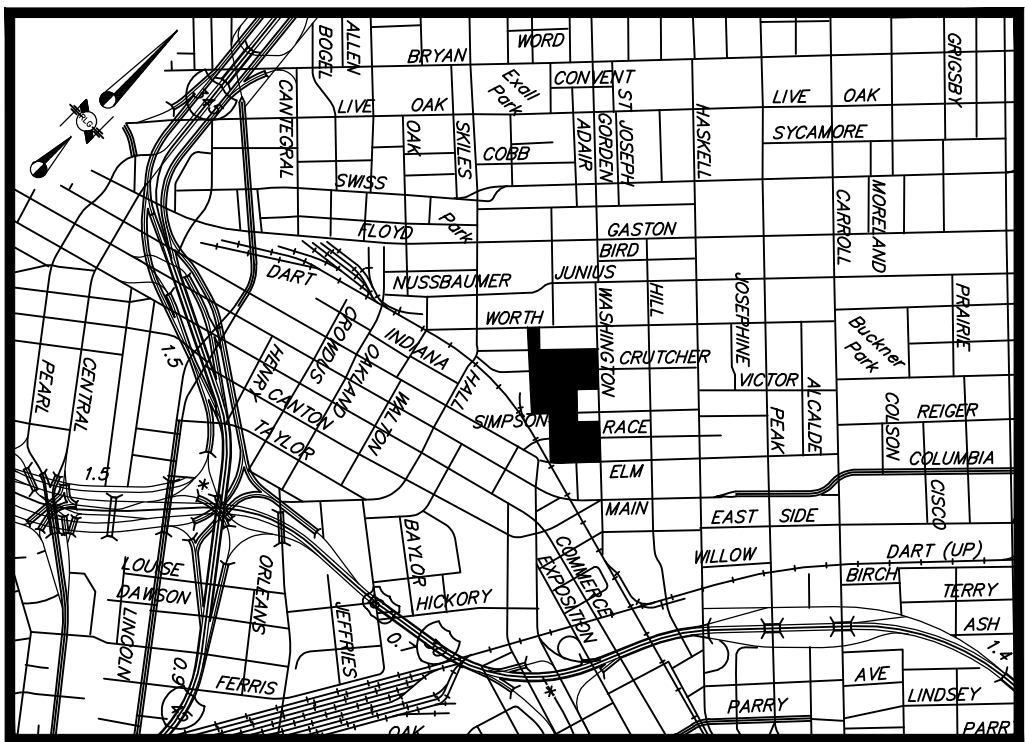 BOGEL
ALLEN
BRYAN
WORD
GRIGSBY
Exall
Park
CONVENT
ST
CANTEGRAL
LIVE
OAK
LIVE
OAK
HASKELL
SYCAMORE
OAK
SKILES
COBB
ADAIR
GORDEN
JOSEPH
SWISS
CARROLL
MORELAND
FLOYD
Park
GASTON
BIRD
DART
NUSSBAUMER
JUNIUS
HILL
JOSEPHINE
PRAIRIE
WORTH
WASHINGTON
CROWDUS
INDIANA
Buckner
Park
1.5
HENRY
OAKLAND
CRUTCHER
PEARL
CENTRAL
HALL
VICTOR
CANTON
WALTON
SIMPSON
PEAK
ALCALDE
COLSON
REIGER
TAYLOR
RACE
COLUMBIA
1.5
*
ELM
CISCO
MAIN
EAST
SIDE
BAYLOR
COMMERCE
EXPOSITION
WILLOW
DART (UP)
LOUISE
ORLEANS
BIRCH
DAWSON
HICKORY
TERRY
LINCOLN
JEFFRIES
0.7
ASH
1.4
0.9
FERRIS
*
AVE
LINDSEY
45
PARRY
PARRY
OAK